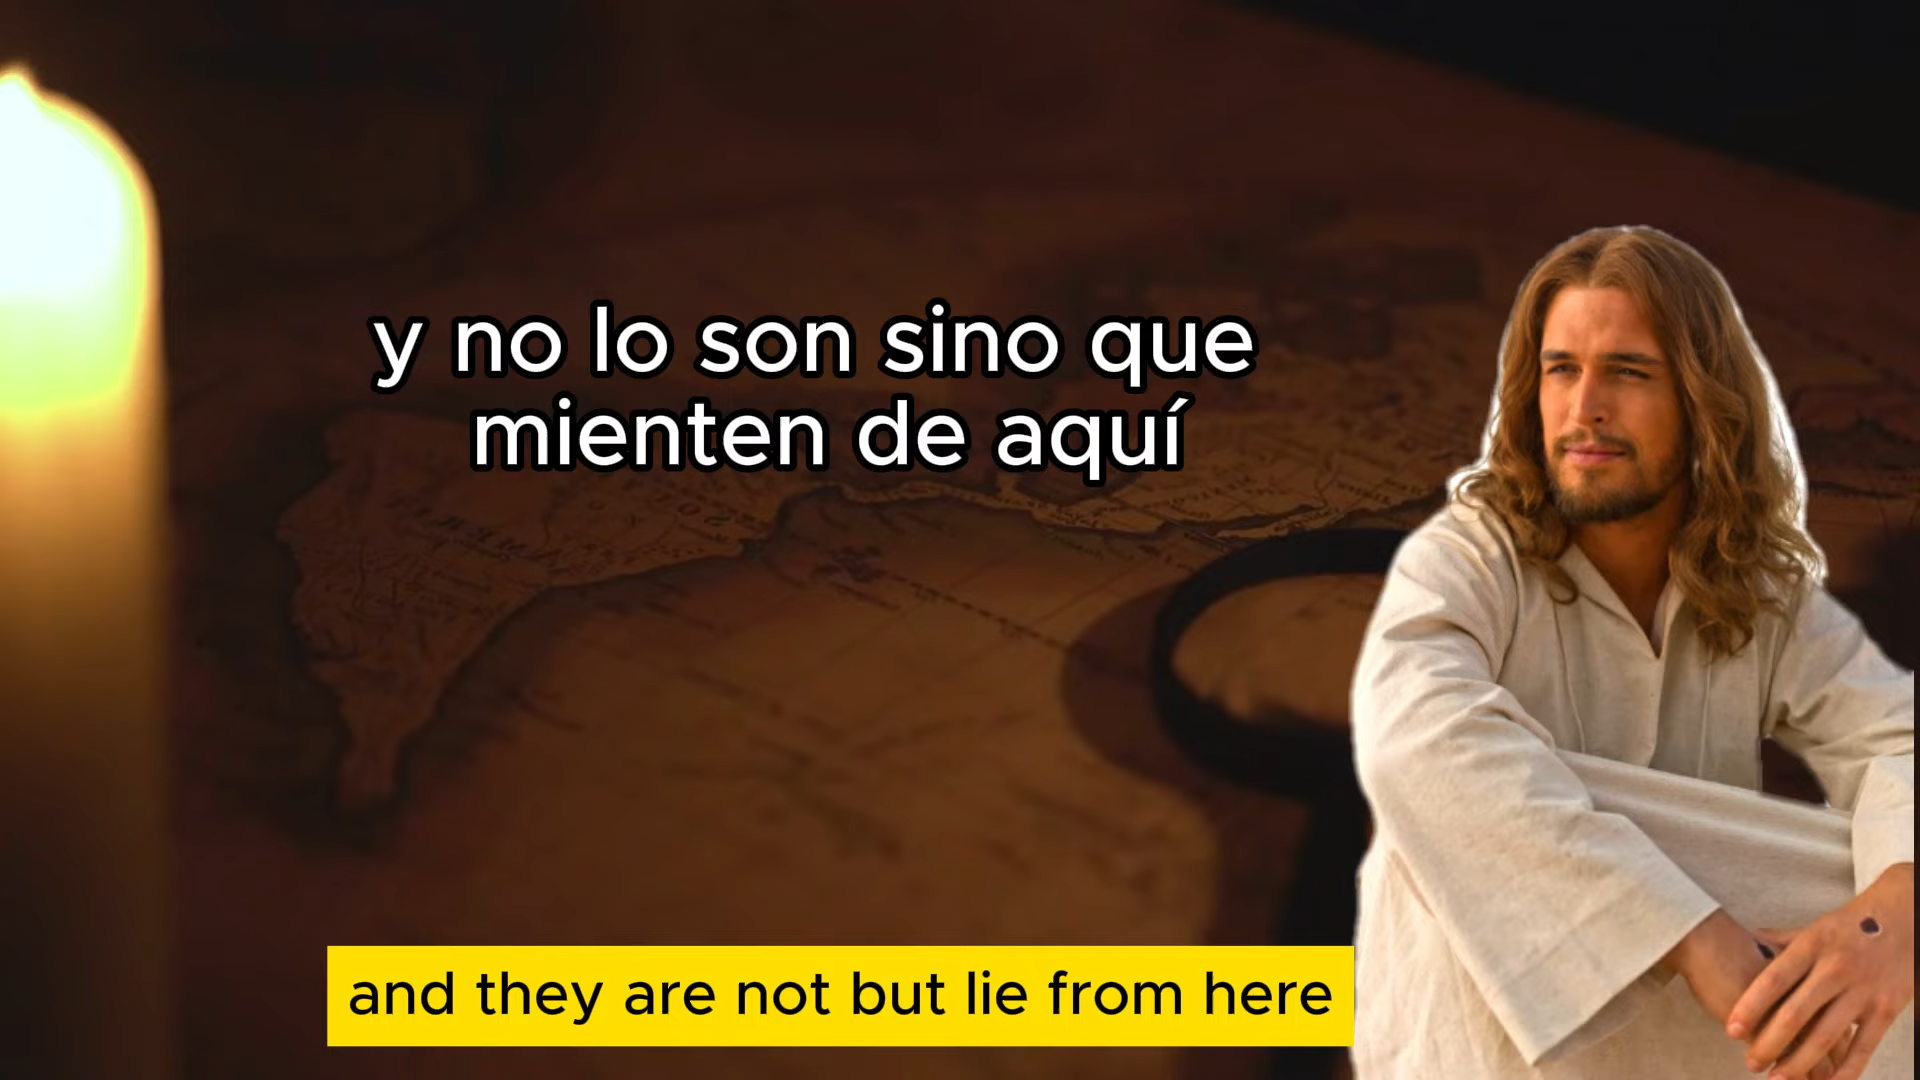 y no lo son sino que
mienten de aquí
and they are not but lie from here